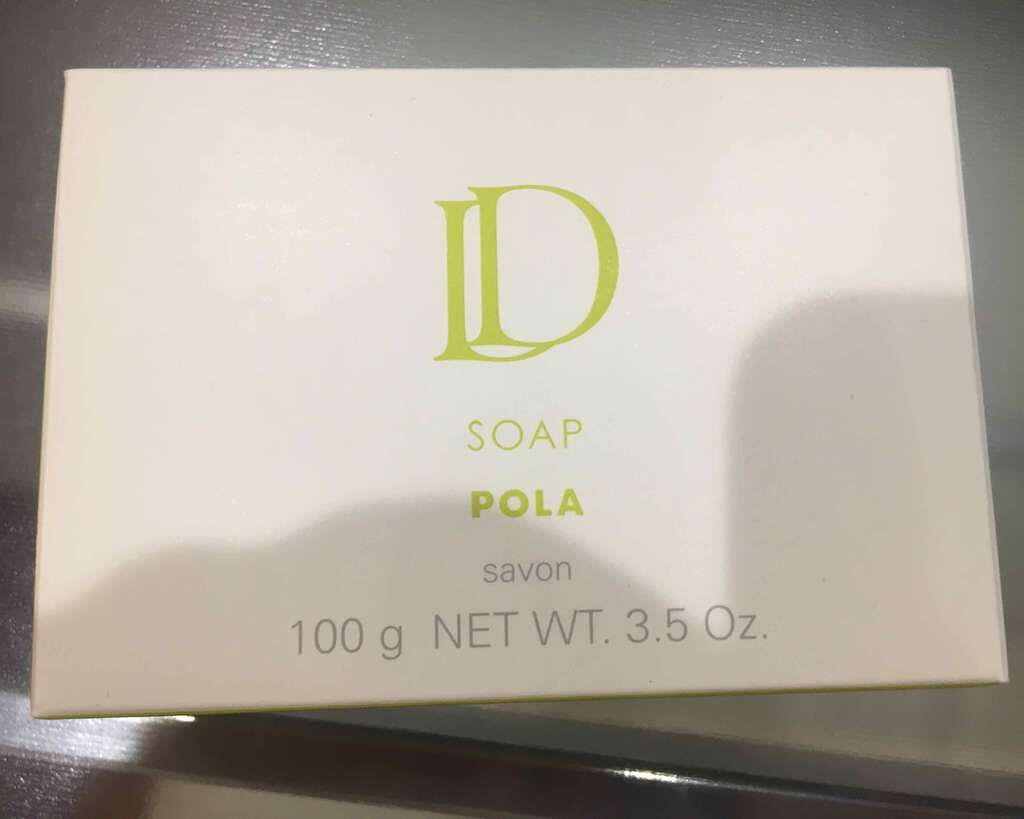 D
SOAP
POLA
savon
100 g NET WT. 3.5 Oz.